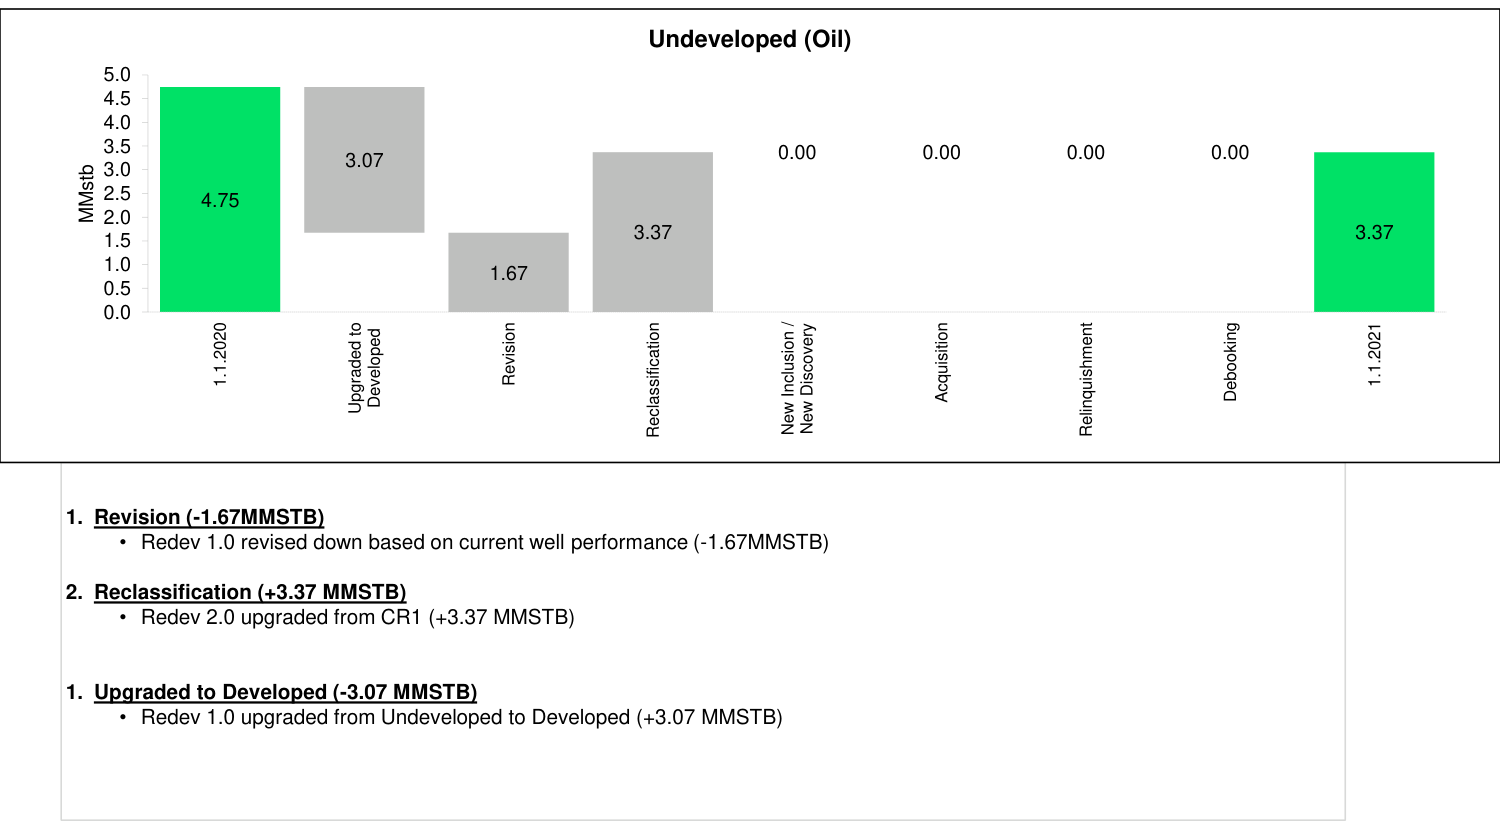 Undeveloped (Oil)
MMstb
5.0
4.5
4.0
3.5
3.0
2.5
2.0
1.5
1.0
0.5
0.0
4.75
3.07
1.67
3.37
0.00
0.00
0.00
0.00
3.37
1.1.2020
Upgraded to
Developed
Revision
Reclassification
New Inclusion /
New Discovery
Acquisition
Relinquishment
Debooking
1.1.2021
1. Revision (-1.67MMSTB)
• Redev 1.0 revised down based on current well performance (-1.67MMSTB)
2. Reclassification (+3.37 MMSTB)
• Redev 2.0 upgraded from CR1 (+3.37 MMSTB)
1. Upgraded to Developed (-3.07 MMSTB)
• Redev 1.0 upgraded from Undeveloped to Developed (+3.07 MMSTB)